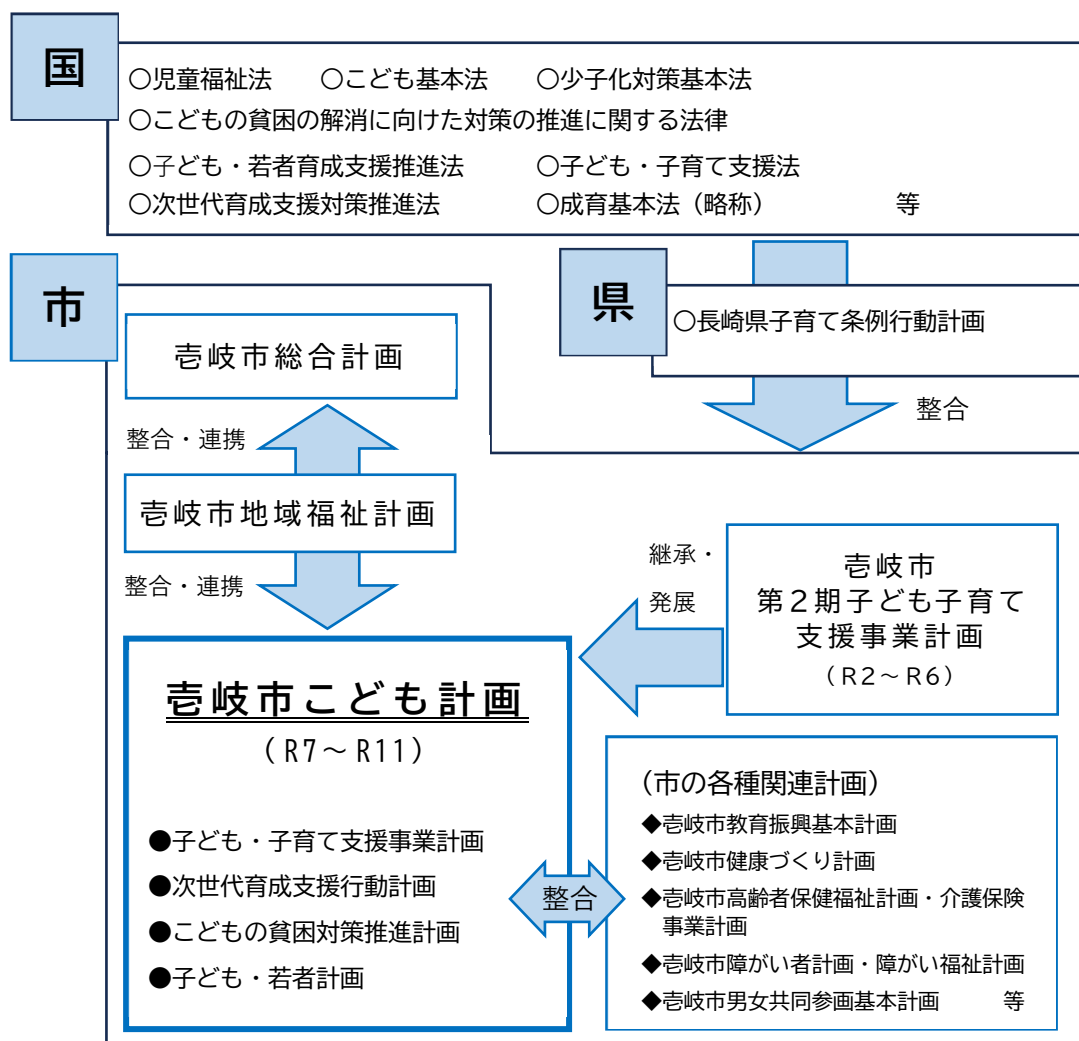 国
○児童福祉法　　○こども基本法　　○少子化対策基本法
○こどもの貧困の解消に向けた対策の推進に関する法律
○子ども・若者育成支援推進法　　○子ども・子育て支援法
○次世代育成支援対策推進法　　○成育基本法（略称）　　等
県
○長崎県子育て条例行動計画
整合
市
壱岐市総合計画
整合・連携
壱岐市地域福祉計画
整合・連携
継承・
発展
壱岐市
第２期子ども子育て
支援事業計画
（R２～R６）
壱岐市こども計画
（R7～R11）
●子ども・子育て支援事業計画
●次世代育成支援行動計画
●こどもの貧困対策推進計画
●子ども・若者計画
整合
（市の各種関連計画）
◆壱岐市教育振興基本計画
◆壱岐市健康づくり計画
◆壱岐市高齢者保健福祉計画・介護保険
事業計画
◆壱岐市障がい者計画・障がい福祉計画
◆壱岐市男女共同参画基本計画　　等